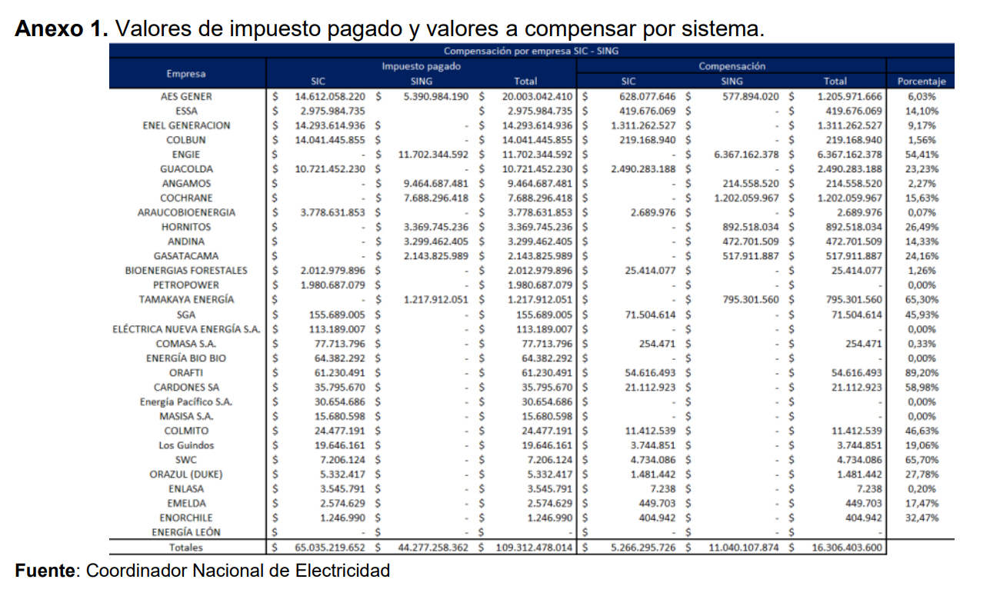 Anexo 1. Valores de impuesto pagado y valores a compensar por sistema.
Compensación por empresa SIC - SING
Empresa Impuesto pagado Compensación
SIC SING Total SIC SING Total Porcentaje
AES GENER $ 14.612.058.220 $ 5.390.984.190 $ 20.003.042.410 $ 628.077.646 $ 577.894.020 $ 1.205.971.666 6,03%
ESSA $ 2.975.984.735 $ 2.975.984.735 $ 419.676.069 $ - $ 419.676.069 14,10%
ENEL GENERACION $ 14.293.614.936 $ - $ 14.293.614.936 $ 1.311.262.527 $ - $ 1.311.262.527 9,17%
COLBUN $ 14.041.445.855 $ - $ 14.041.445.855 $ 219.168.940 $ - $ 219.168.940 1,56%
ENGIE $ - $ 11.702.344.592 $ 11.702.344.592 $ - $ 6.367.162.378 $ 6.367.162.378 54,41%
GUACOLDA $ 10.721.452.230 $ - $ 10.721.452.230 $ 2.490.283.188 $ - $ 2.490.283.188 23,23%
ANGAMOS $ - $ 9.464.687.481 $ 9.464.687.481 $ - $ 214.558.520 $ 214.558.520 2,27%
COCHRANE $ - $ 7.688.296.418 $ 7.688.296.418 $ - $ 1.202.059.967 $ 1.202.059.967 15,63%
ARAUCOBIOENERGIA $ 3.778.631.853 $ - $ 3.778.631.853 $ 2.689.976 $ - $ 2.689.976 0,07%
HORNITOS $ - $ 3.369.745.236 $ 3.369.745.236 $ - $ 892.518.034 $ 892.518.034 26,49%
ANDINA $ - $ 3.299.462.405 $ 3.299.462.405 $ - $ 472.701.509 $ 472.701.509 14,33%
GASATACAMA $ - $ 2.143.825.989 $ 2.143.825.989 $ - $ 517.911.887 $ 517.911.887 24,16%
BIOENERGIAS FORESTALES $ 2.012.979.896 $ - $ 2.012.979.896 $ 25.414.077 $ - $ 25.414.077 1,26%
PETROPOWER $ 1.980.687.079 $ - $ 1.980.687.079 $ - $ - $ - 0,00%
TAMAKAYA ENERGÍA $ - $ 1.217.912.051 $ 1.217.912.051 $ - $ 795.301.560 $ 795.301.560 65,30%
SGA $ 155.689.005 $ - $ 155.689.005 $ 71.504.614 $ - $ 71.504.614 45,93%
ELÉCTRICA NUEVA ENERGÍA S.A. $ 113.189.007 $ - $ 113.189.007 $ - $ - $ - 0,00%
COMASA S.A. $ 77.713.796 $ - $ 77.713.796 $ 254.471 $ - $ 254.471 0,33%
ENERGÍA BIO BIO $ 64.382.292 $ - $ 64.382.292 $ - $ - $ - 0,00%
ORAFTI $ 61.230.491 $ - $ 61.230.491 $ 54.616.493 $ - $ 54.616.493 89,20%
CARDONES SA $ 35.795.670 $ - $ 35.795.670 $ 21.112.923 $ - $ 21.112.923 58,98%
Energía Pacífico S.A. $ 30.654.686 $ - $ 30.654.686 $ - $ - $ - 0,00%
MASISA S.A. $ 15.680.598 $ - $ 15.680.598 $ - $ - $ - 0,00%
COLMITO $ 24.477.191 $ - $ 24.477.191 $ 11.412.539 $ - $ 11.412.539 46,63%
Los Guindos $ 19.646.161 $ - $ 19.646.161 $ 3.744.851 $ - $ 3.744.851 19,06%
SWC $ 7.206.124 $ - $ 7.206.124 $ 4.734.086 $ - $ 4.734.086 65,70%
ORAZUL (DUKE) $ 5.332.417 $ - $ 5.332.417 $ 1.481.442 $ - $ 1.481.442 27,78%
ENLASA $ 3.545.791 $ - $ 3.545.791 $ 7.238 $ - $ 7.238 0,20%
EMELDA $ 2.574.629 $ - $ 2.574.629 $ 449.703 $ - $ 449.703 17,47%
ENORCHILE $ 1.246.990 $ - $ 1.246.990 $ 404.942 $ - $ 404.942 32,47%
ENERGÍA LEÓN $ - $ - $ - $ - $ - $ -
Totales $ 65.035.219.652 $ 44.277.258.362 $ 109.312.478.014 $ 5.266.295.726 $ 11.040.107.874 $ 16.306.403.600
Fuente: Coordinador Nacional de Electricidad